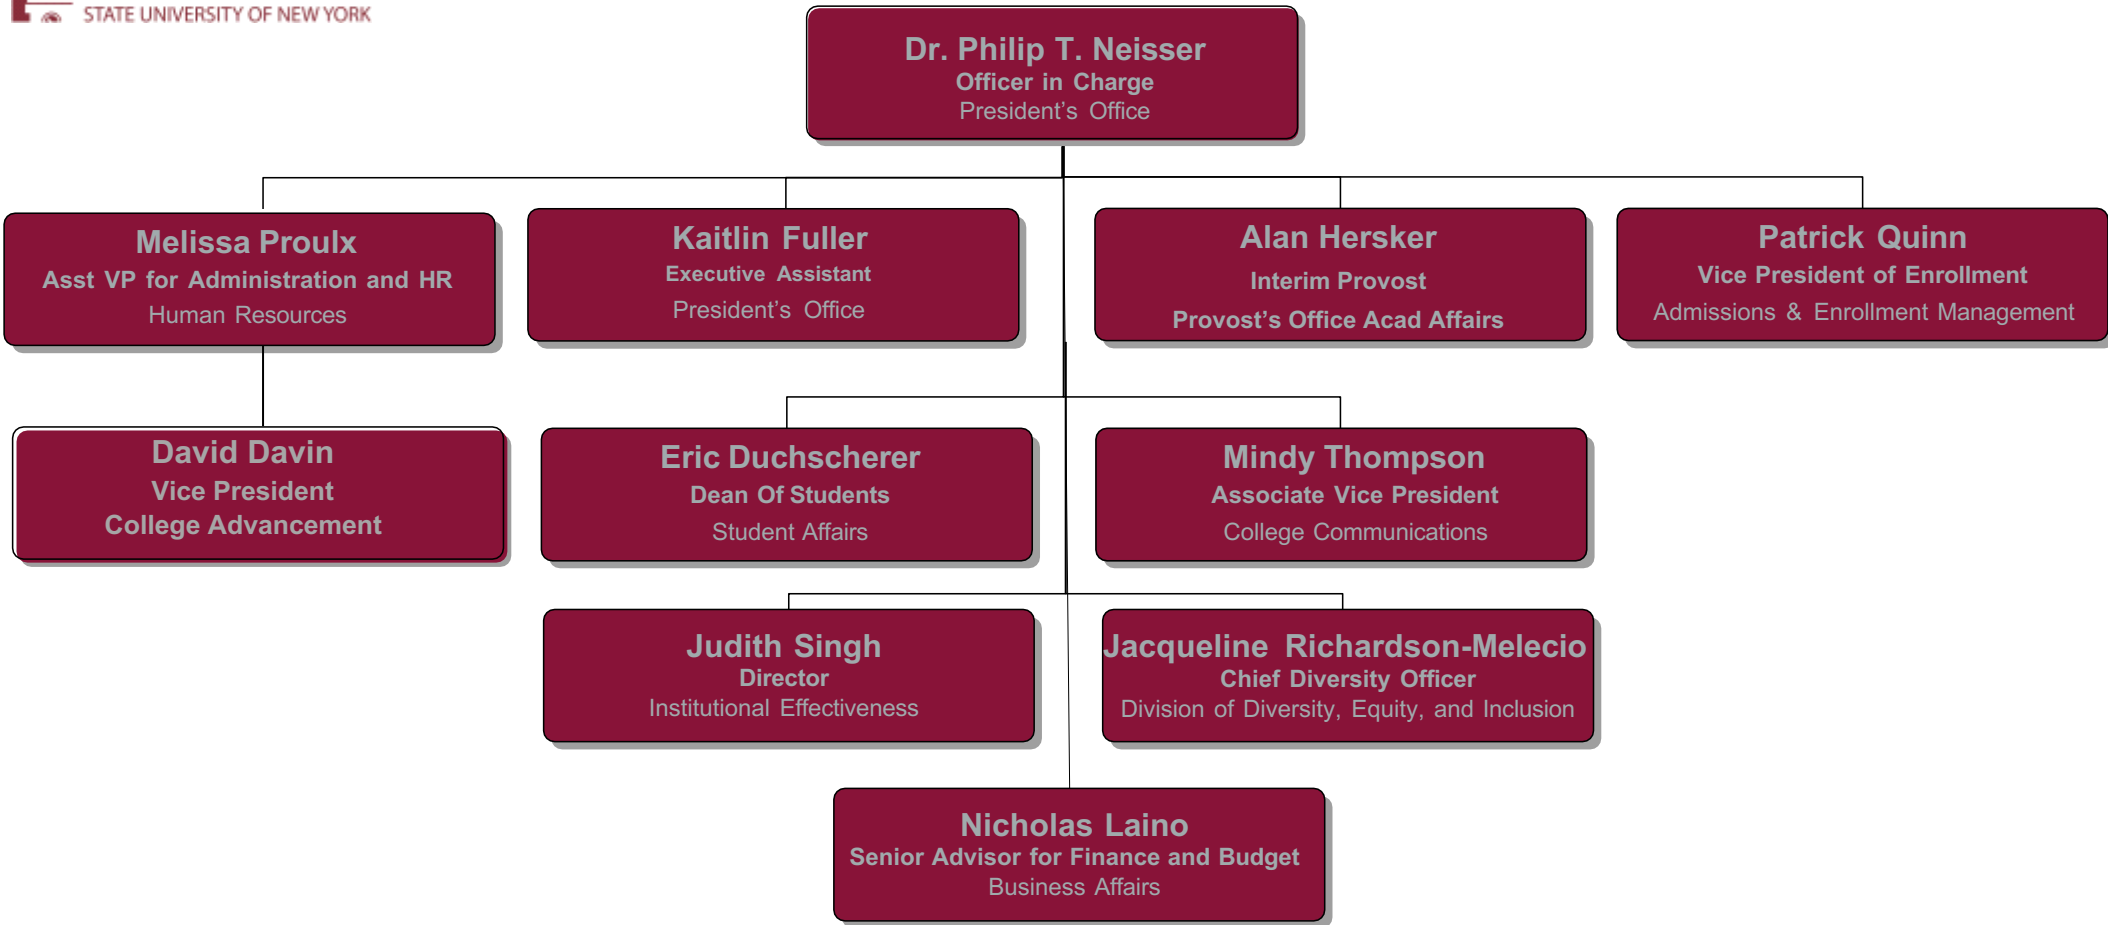 STATE UNIVERSITY OF NEW YORK
Dr. Philip T. Neisser
Officer in Charge
President’s Office
Melissa Proulx
Asst VP for Administration and HR
Human Resources
Kaitlin Fuller
Executive Assistant
President’s Office
Alan Hersker
Interim Provost
Provost’s Office Acad Affairs
Patrick Quinn
Vice President of Enrollment
Admissions & Enrollment Management
David Davin
Vice President
College Advancement
Eric Duchscherer
Dean Of Students
Student Affairs
Mindy Thompson
Associate Vice President
College Communications
Judith Singh
Director
Institutional Effectiveness
Jacqueline Richardson-Melecio
Chief Diversity Officer
Division of Diversity, Equity, and Inclusion
Nicholas Laino
Senior Advisor for Finance and Budget
Business Affairs